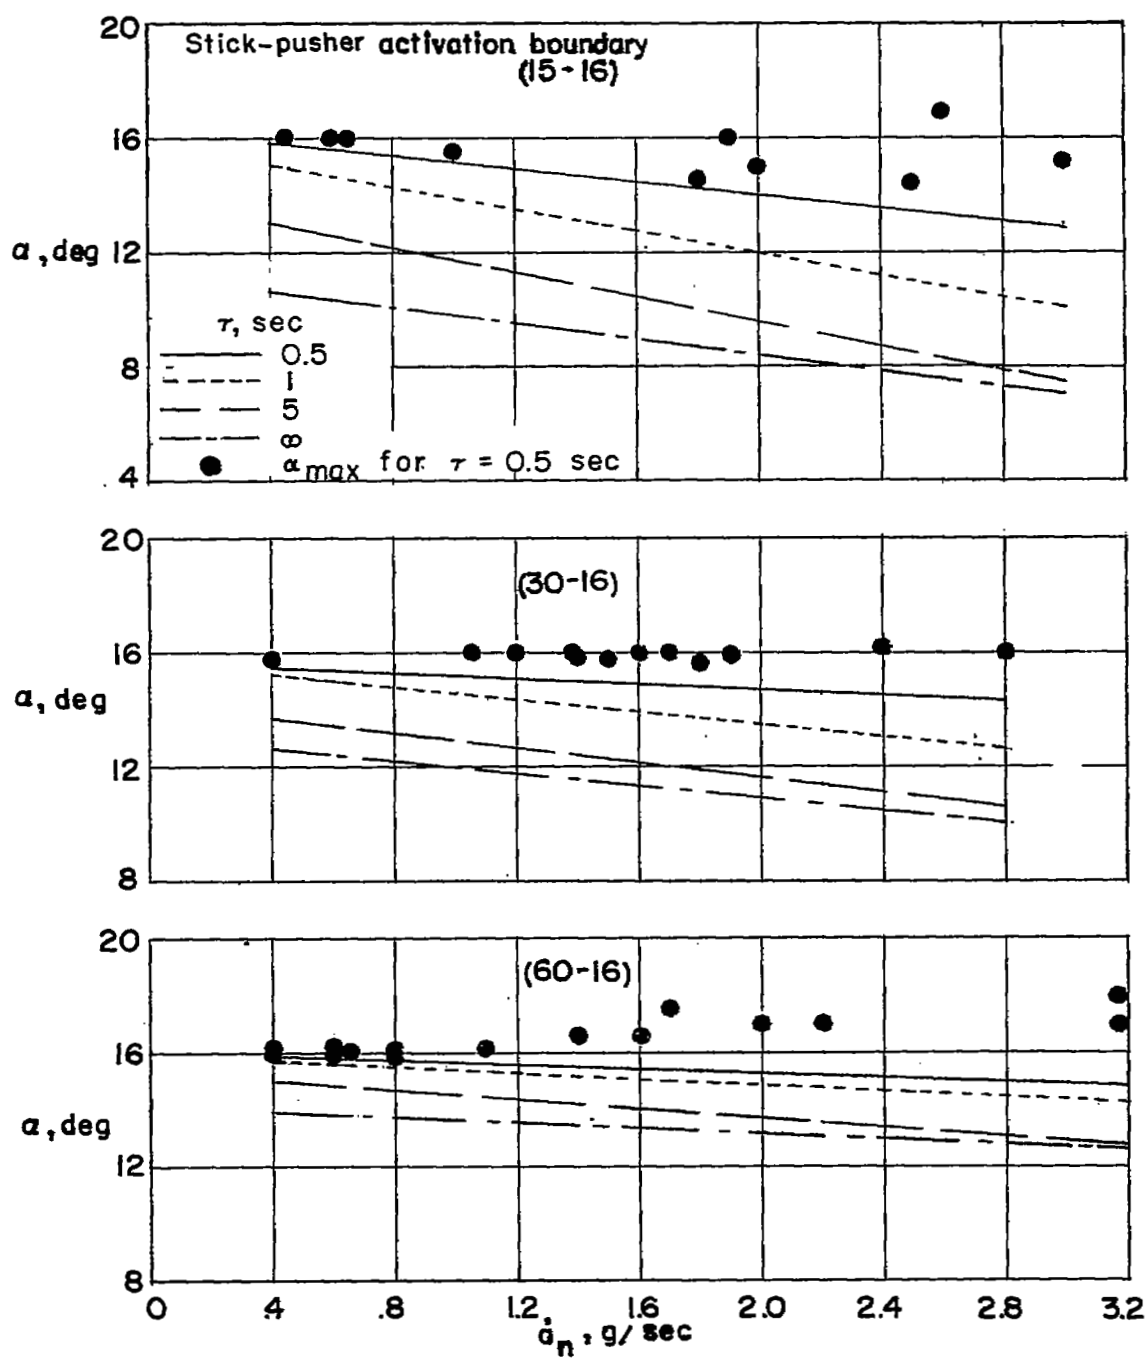 20
Stick-pusher activation boundary
(15-16)
16
α, deg
12
τ, sec
0.5
8
1
5
∞
α max for τ = 0.5 sec
4
20
(30-16)
16
α, deg
12
8
20
(60-16)
16
α, deg
12
8
0 .4 .8 1.2 1.6 2.0 2.4 2.8 3.2
ȧn, g/sec